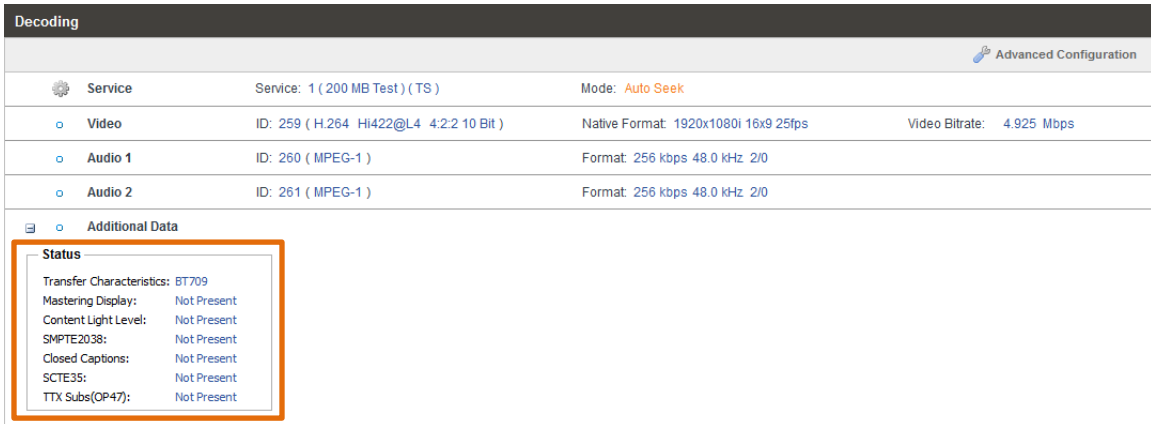 Decoding
Advanced Configuration
Service Service: 1 ( 200 MB Test ) ( TS ) Mode: Auto Seek
Video ID: 259 ( H.264 Hi422@L4 4:2:2 10 Bit ) Native Format: 1920x1080i 16x9 25fps Video Bitrate: 4.925 Mbps
Audio 1 ID: 260 ( MPEG-1 ) Format: 256 kbps 48.0 kHz 2/0
Audio 2 ID: 261 ( MPEG-1 ) Format: 256 kbps 48.0 kHz 2/0
Additional Data
Status
Transfer Characteristics: BT709
Mastering Display: Not Present
Content Light Level: Not Present
SMPTE2038: Not Present
Closed Captions: Not Present
SCTE35: Not Present
TTX Subs(OP47): Not Present